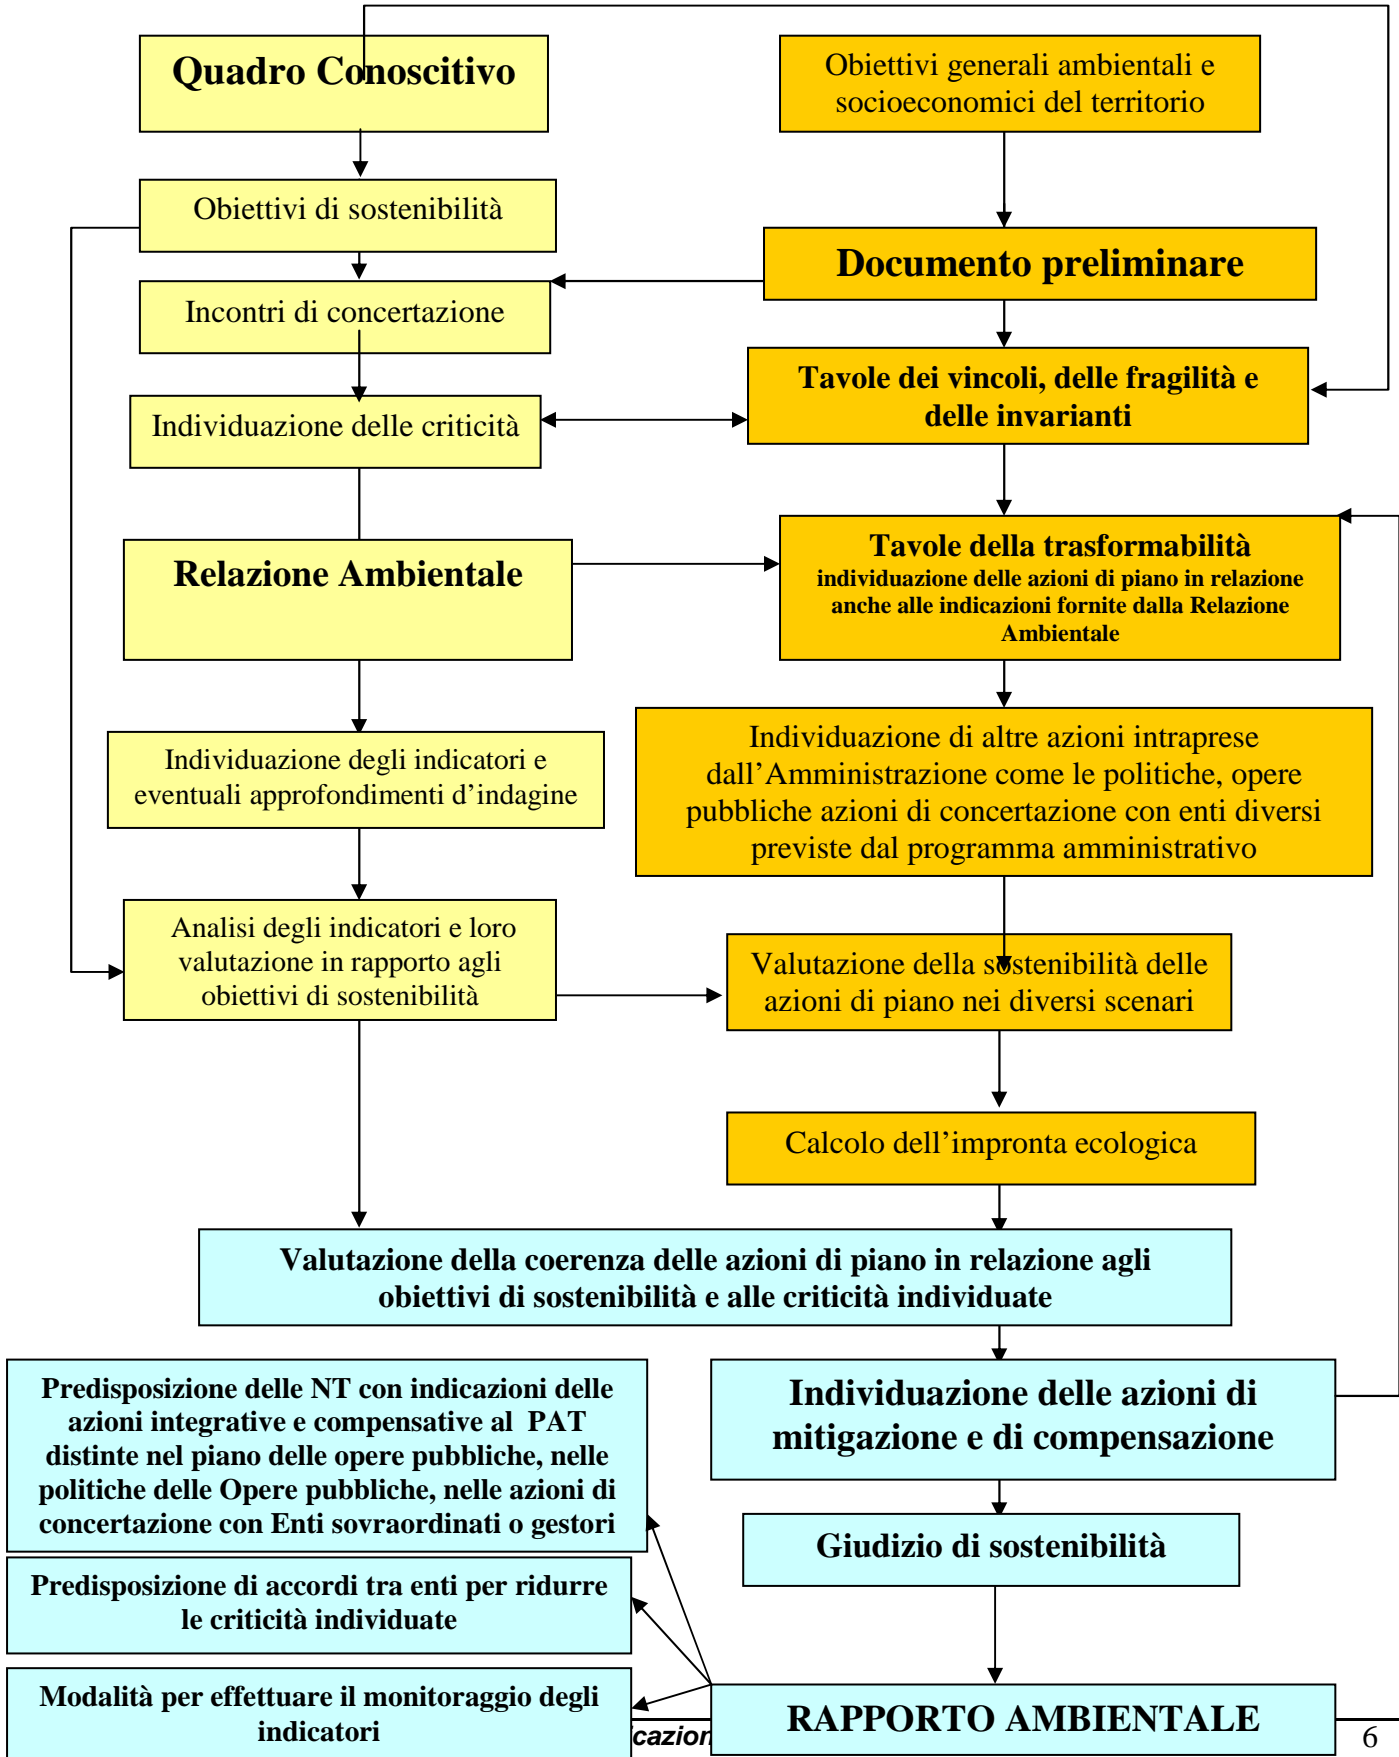 Quadro Conoscitivo
Obiettivi generali ambientali e
socioeconomici del territorio
Obiettivi di sostenibilità
Documento preliminare
Incontri di concertazione
Tavole dei vincoli, delle fragilità e
delle invarianti
Individuazione delle criticità
Tavole della trasformabilità
individuazione delle azioni di piano in relazione
anche alle indicazioni fornite dalla Relazione
Ambientale
Relazione Ambientale
Individuazione degli indicatori e
eventuali approfondimenti d’indagine
Individuazione di altre azioni intraprese
dall’Amministrazione come le politiche, opere
pubbliche azioni di concertazione con enti diversi
previste dal programma amministrativo
Analisi degli indicatori e loro
valutazione in rapporto agli
obiettivi di sostenibilità
Valutazione della sostenibilità delle
azioni di piano nei diversi scenari
Calcolo dell’impronta ecologica
Valutazione della coerenza delle azioni di piano in relazione agli
obiettivi di sostenibilità e alle criticità individuate
Predisposizione delle NT con indicazioni delle
azioni integrative e compensative al PAT
distinte nel piano delle opere pubbliche, nelle
politiche delle Opere pubbliche, nelle azioni di
concertazione con Enti sovraordinati o gestori
Individuazione delle azioni di
mitigazione e di compensazione
Giudizio di sostenibilità
Predisposizione di accordi tra enti per ridurre
le criticità individuate
Modalità per effettuare il monitoraggio degli
indicatori
RAPPORTO AMBIENTALE
6